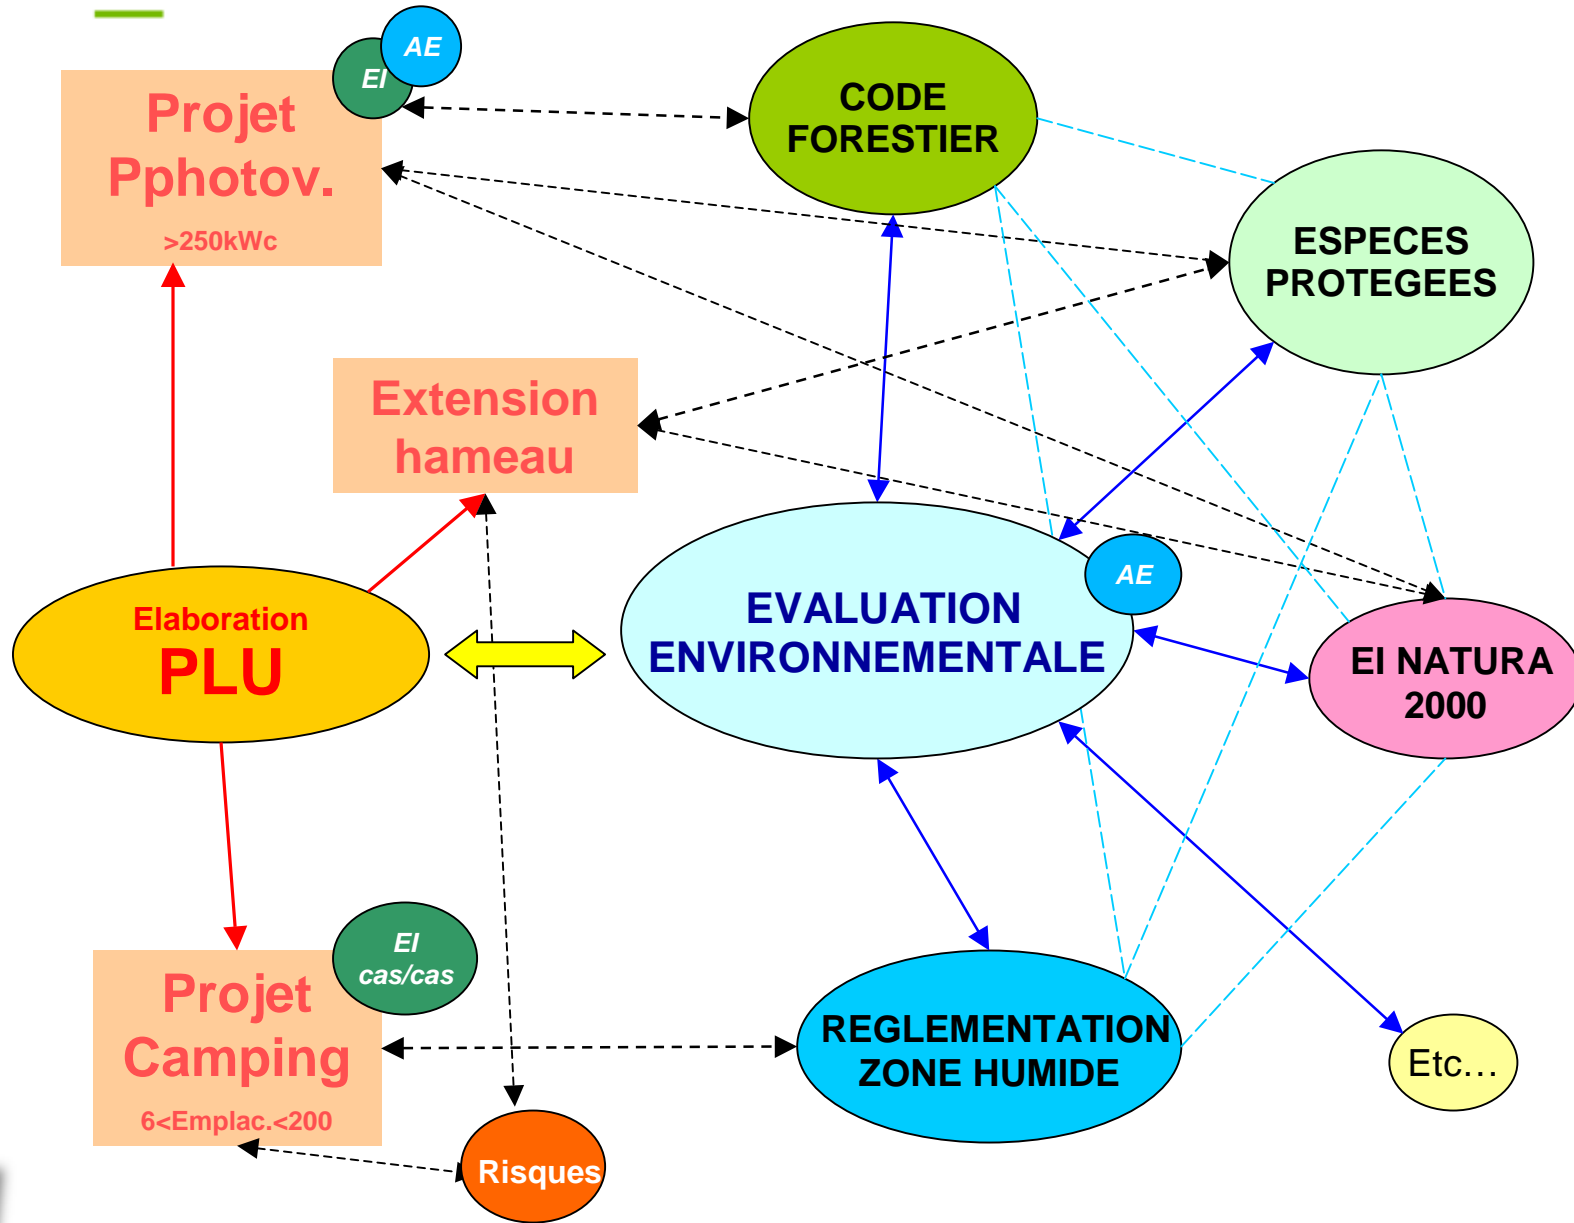 AE
EI
Projet
Pphotov.
>250kWc
CODE
FORESTIER
ESPECES
PROTEGEES
Extension
hameau
Elaboration
PLU
EVALUATION
ENVIRONNEMENTALE
AE
EI NATURA
2000
EI
cas/cas
Projet
Camping
6<Emplac.<200
REGLEMENTATION
ZONE HUMIDE
Etc…
Risques